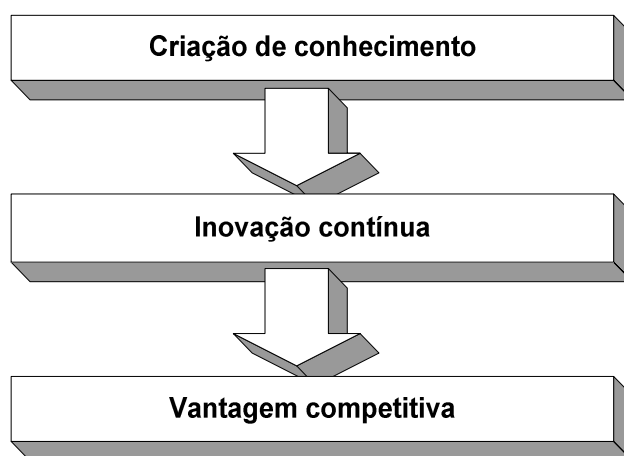 Criação de conhecimento
Inovação contínua
Vantagem competitiva